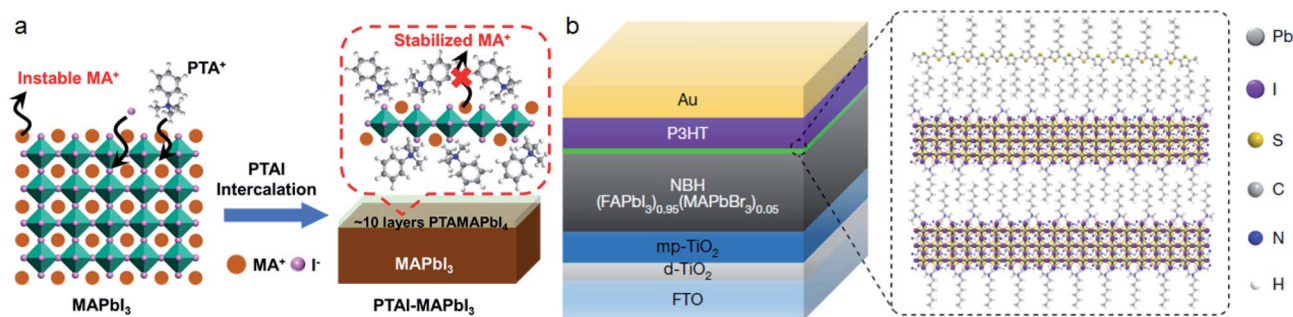 a
Instable MA⁺
PTA⁺
PTAI
Intercalation
MA⁺
I⁻
MAPbI₃
Stabilized MA⁺
~10 layers PTAMAPbI₄
MAPbI₃
PTAI-MAPbI₃
b
Au
P3HT
NBH
(FAPbI₃)₀.₉₅(MAPbBr₃)₀.₀₅
mp-TiO₂
d-TiO₂
FTO
Pb
I
S
C
N
H